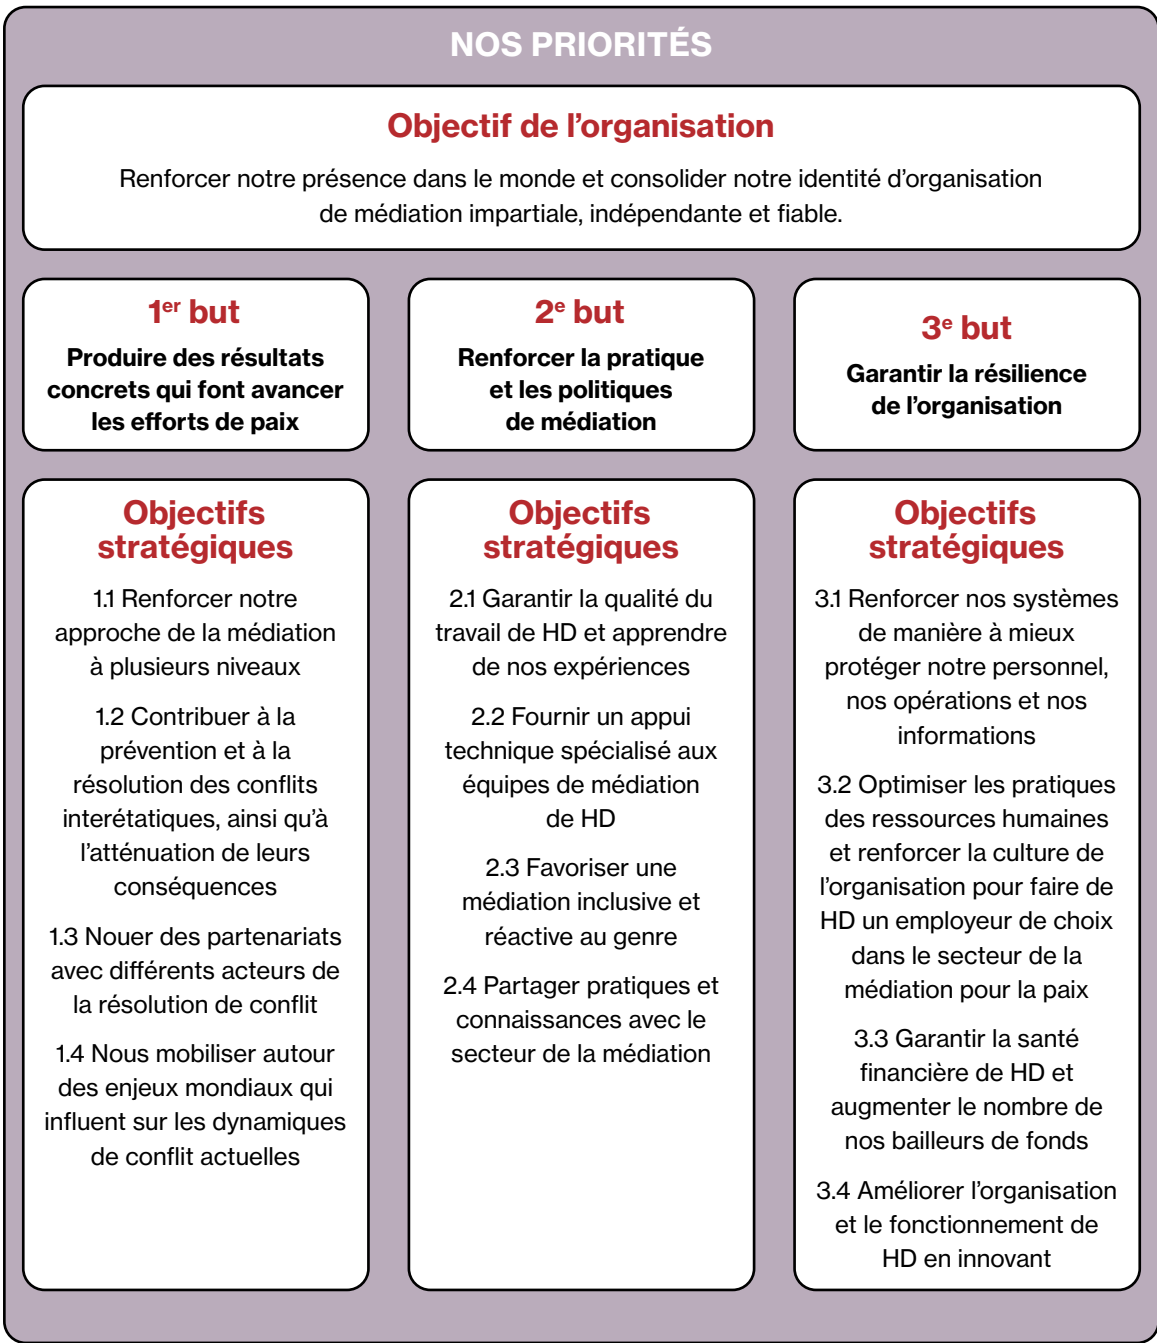 NOS PRIORITÉS
Objectif de l’organisation
Renforcer notre présence dans le monde et consolider notre identité d’organisation
de médiation impartiale, indépendante et fiable.
1er but
Produire des résultats
concrets qui font avancer
les efforts de paix
2e but
Renforcer la pratique
et les politiques
de médiation
3e but
Garantir la résilience
de l’organisation
Objectifs
stratégiques
1.1 Renforcer notre
approche de la médiation
à plusieurs niveaux
1.2 Contribuer à la
prévention et à la
résolution des conflits
interétatiques, ainsi qu’à
l’atténuation de leurs
conséquences
1.3 Nouer des partenariats
avec différents acteurs de
la résolution de conflit
1.4 Nous mobiliser autour
des enjeux mondiaux qui
influent sur les dynamiques
de conflit actuelles
Objectifs
stratégiques
2.1 Garantir la qualité du
travail de HD et apprendre
de nos expériences
2.2 Fournir un appui
technique spécialisé aux
équipes de médiation
de HD
2.3 Favoriser une
médiation inclusive et
réactive au genre
2.4 Partager pratiques et
connaissances avec le
secteur de la médiation
Objectifs
stratégiques
3.1 Renforcer nos systèmes
de manière à mieux
protéger notre personnel,
nos opérations et nos
informations
3.2 Optimiser les pratiques
des ressources humaines
et renforcer la culture de
l’organisation pour faire de
HD un employeur de choix
dans le secteur de la
médiation pour la paix
3.3 Garantir la santé
financière de HD et
augmenter le nombre de
nos bailleurs de fonds
3.4 Améliorer l’organisation
et le fonctionnement de
HD en innovant